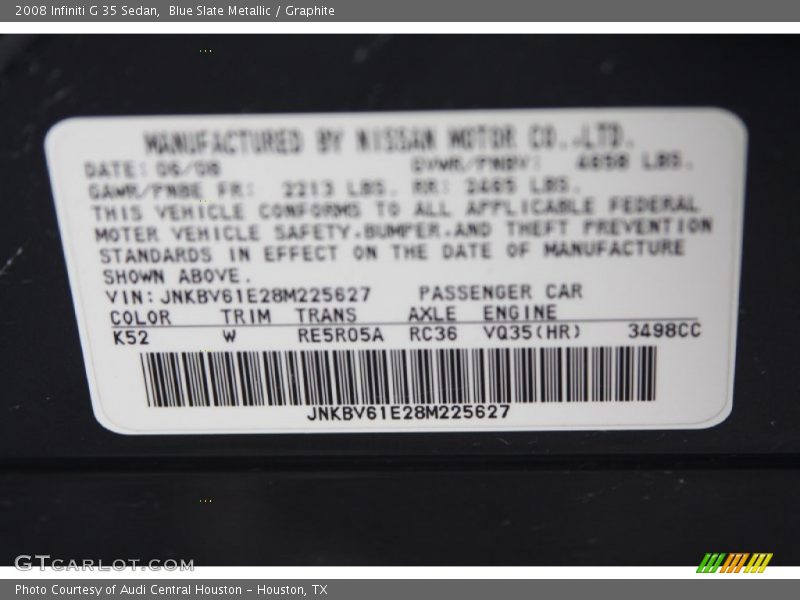 2008 Infiniti G 35 Sedan,  Blue Slate Metallic / Graphite
MANUFACTURED BY NISSAN MOTOR CO.,LTD.
DATE: 06/08 GVWR/PNBV: 4658 LBS.
GAWR/PNBE FR: 2213 LBS. RR: 2465 LBS.
THIS VEHICLE CONFORMS TO ALL APPLICABLE FEDERAL
MOTER VEHICLE SAFETY,BUMPER,AND THEFT PREVENTION
STANDARDS IN EFFECT ON THE DATE OF MANUFACTURE
SHOWN ABOVE.
VIN: JNKBV61E28M225627 PASSENGER CAR
COLOR TRIM TRANS AXLE ENGINE
K52 W RE5R05A RC36 VQ35(HR) 3498CC
JNKBV61E28M225627
GTCARLOT.COM
Photo Courtesy of Audi Central Houston - Houston, TX